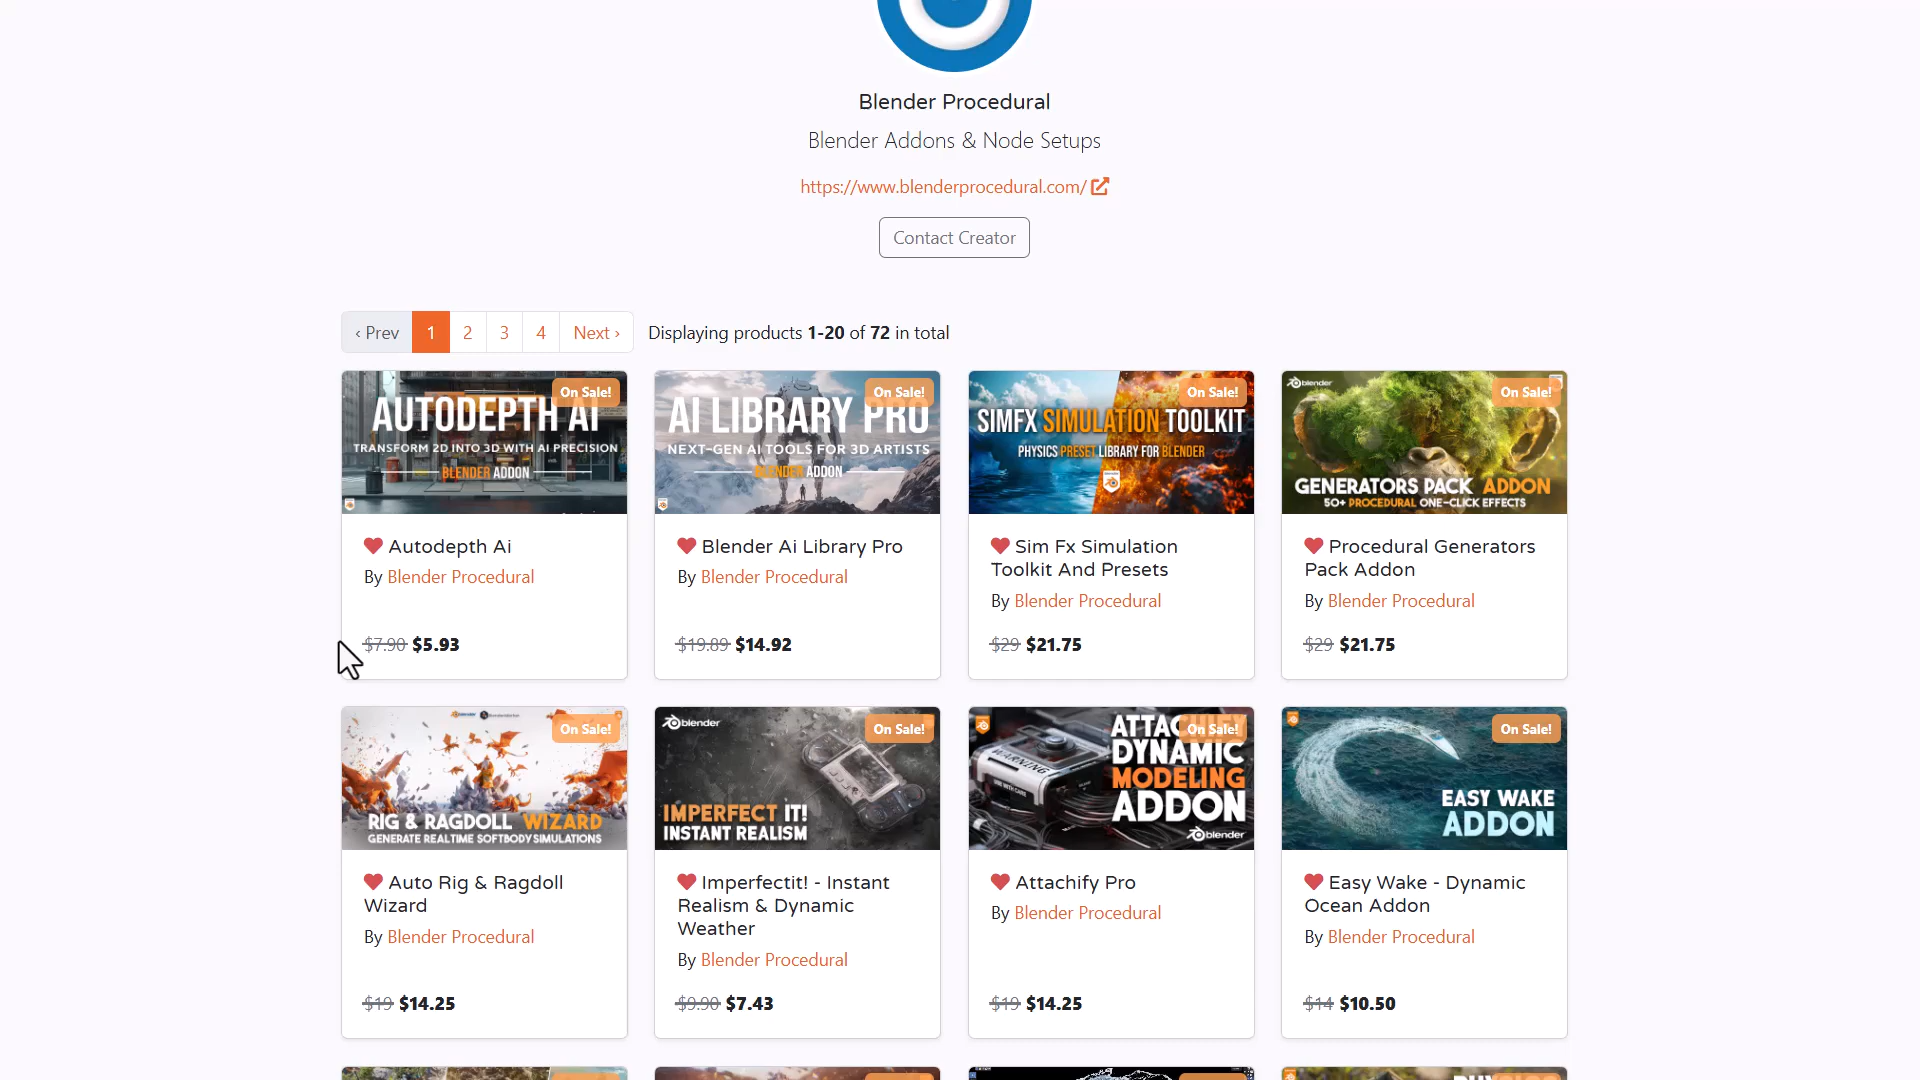 Blender Procedural
Blender Addons & Node Setups
https://www.blenderprocedural.com/
Contact Creator
‹ Prev 1 2 3 4 Next › Displaying products 1-20 of 72 in total
On Sale!
AUTODEPTH AI
TRANSFORM 2D INTO 3D WITH AI PRECISION
BLENDER ADDON
Autodepth Ai
By Blender Procedural
$7.90 $5.93
On Sale!
AI LIBRARY PRO
NEXT-GEN AI TOOLS FOR 3D ARTISTS
BLENDER ADDON
Blender Ai Library Pro
By Blender Procedural
$19.89 $14.92
On Sale!
SIMFX SIMULATION TOOLKIT
PHYSICS PRESET LIBRARY FOR BLENDER
Sim Fx Simulation
Toolkit And Presets
By Blender Procedural
$29 $21.75
blender
On Sale!
GENERATORS PACK ADDON
50+ PROCEDURAL ONE-CLICK EFFECTS
Procedural Generators
Pack Addon
By Blender Procedural
$29 $21.75
On Sale!
RIG & RAGDOLL WIZARD
GENERATE REALTIME SOFTBODY SIMULATIONS
Auto Rig & Ragdoll
Wizard
By Blender Procedural
$19 $14.25
blender
On Sale!
IMPERFECT IT!
INSTANT REALISM
Imperfectit! - Instant
Realism & Dynamic
Weather
By Blender Procedural
$9.90 $7.43
On Sale!
ATTACHIFY
DYNAMIC
MODELING
ADDON
WARNING
blender
Attachify Pro
By Blender Procedural
$19 $14.25
On Sale!
EASY WAKE
ADDON
Easy Wake - Dynamic
Ocean Addon
By Blender Procedural
$14 $10.50